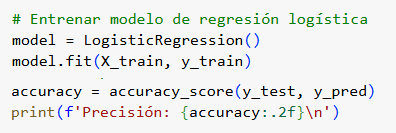 # Entrenar modelo de regresión logística
model = LogisticRegression()
model.fit(X_train, y_train)
accuracy = accuracy_score(y_test, y_pred)
print(f'Precisión: {accuracy:.2f}\n')